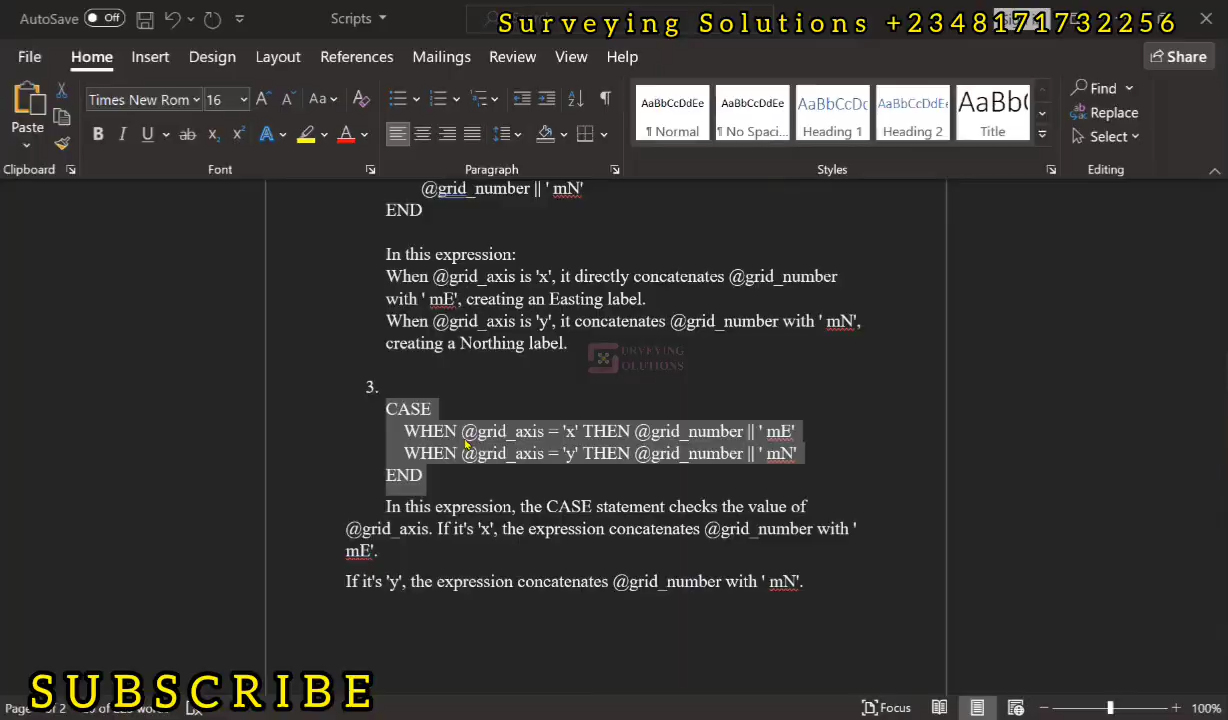 AutoSave Off
Scripts
Surveying Solutions +2348171732256
File Home Insert Design Layout References Mailings Review View Help
Share
Paste
Times New Rom 16
AaBbCcDdEe AaBbCcDdEe AaBbCcDc AaBbCcDdE AaBb(
¶ Normal ¶ No Spaci... Heading 1 Heading 2 Title
Find
Replace
Select
Clipboard Font Paragraph Styles Editing
@grid_number || ' mN'
END
In this expression:
When @grid_axis is 'x', it directly concatenates @grid_number
with ' mE', creating an Easting label.
When @grid_axis is 'y', it concatenates @grid_number with ' mN',
creating a Northing label.
URVEYING
OLUTIONS
3.
CASE
WHEN @grid_axis = 'x' THEN @grid_number || ' mE'
WHEN @grid_axis = 'y' THEN @grid_number || ' mN'
END
In this expression, the CASE statement checks the value of
@grid_axis. If it's 'x', the expression concatenates @grid_number with '
mE'.
If it's 'y', the expression concatenates @grid_number with ' mN'.
SUBSCRIBE
Focus
100%